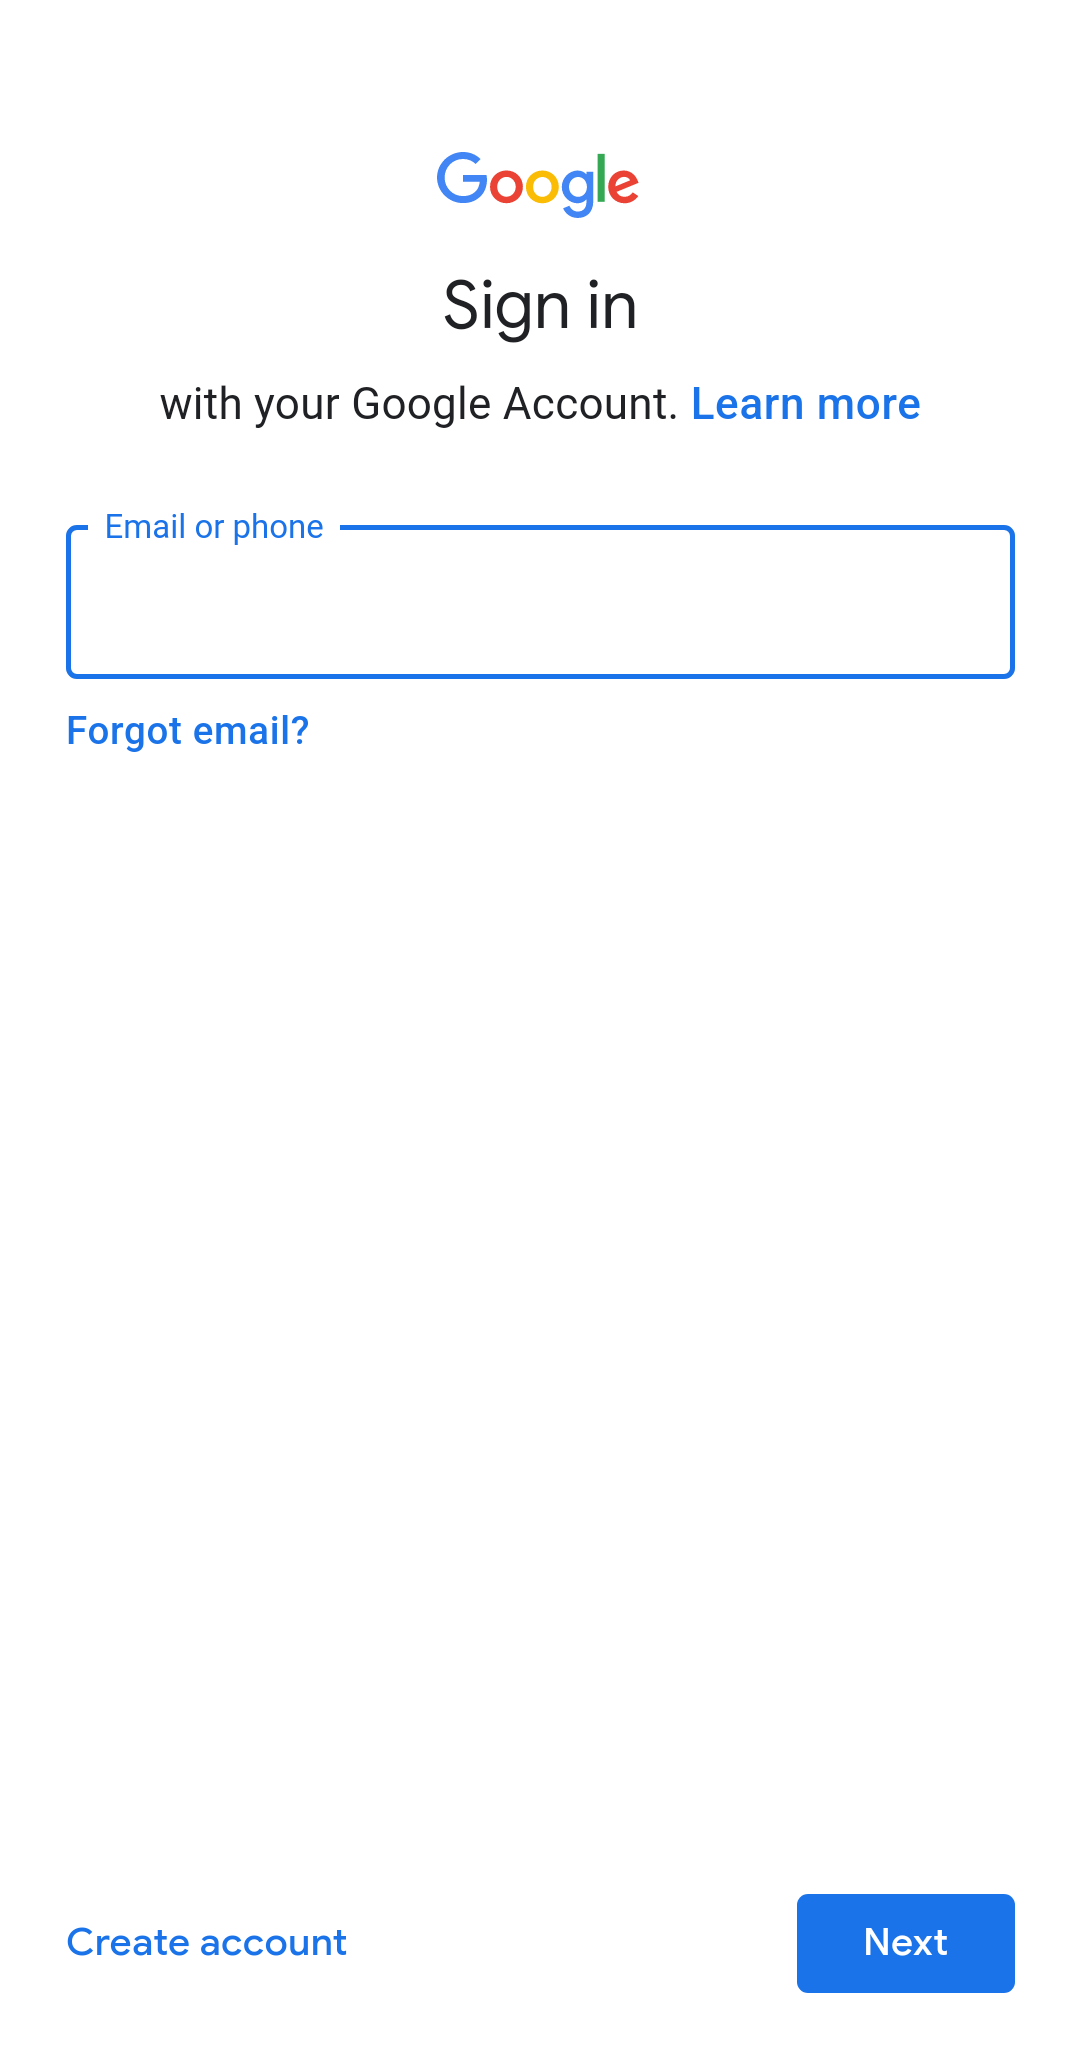 Google
Sign in
with your Google Account. Learn more
Email or phone
Forgot email?
Create account
Next